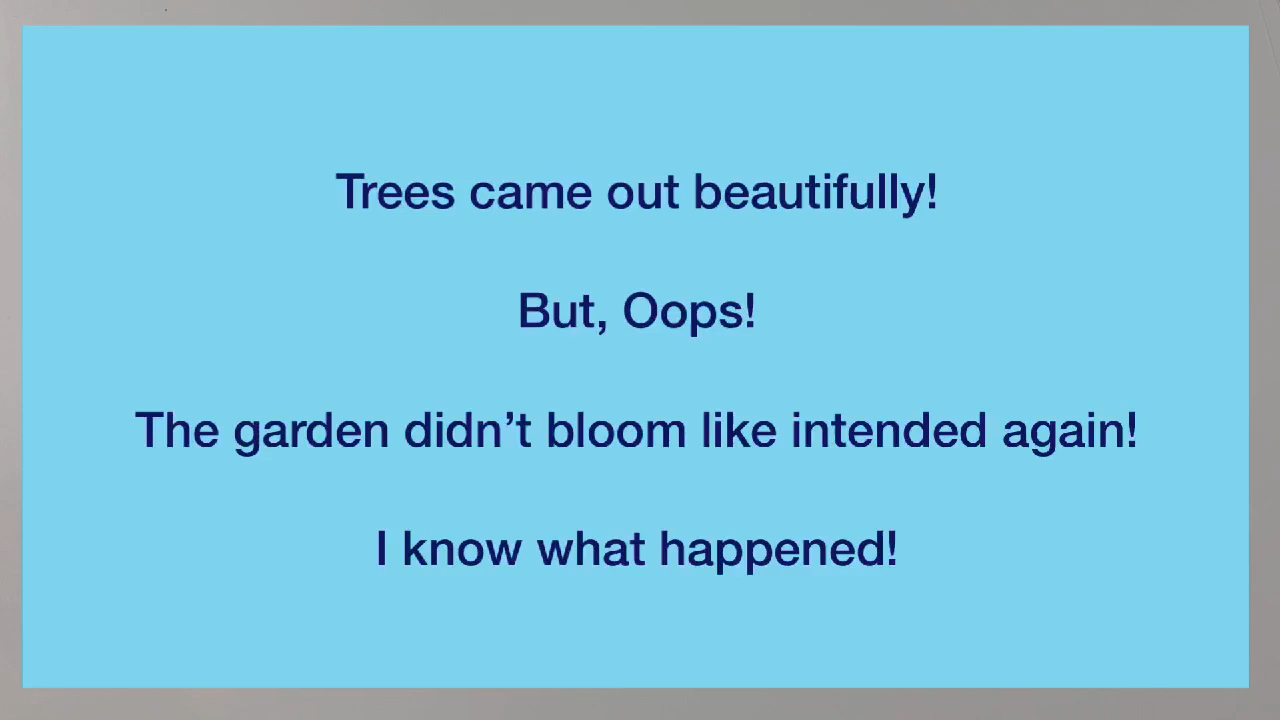 Trees came out beautifully!
But, Oops!
The garden didn’t bloom like intended again!
I know what happened!